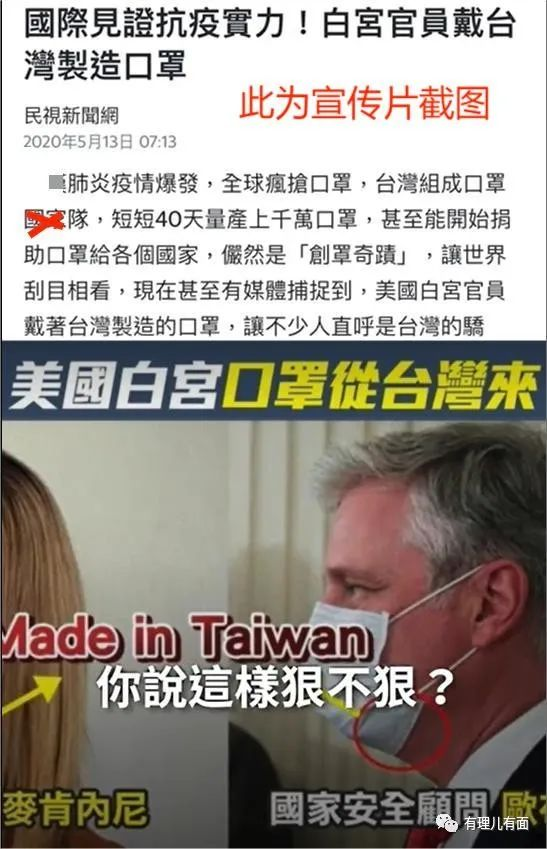 國際見證抗疫實力！白宮官員戴台
灣製造口罩
民視新聞網
此为宣传片截图
2020年5月13日 07:13
肺炎疫情爆發，全球瘋搶口罩，台灣組成口罩
隊，短短40天量產上千萬口罩，甚至能開始捐
助口罩給各個國家，儼然是「創罩奇蹟」，讓世界
刮目相看，現在甚至有媒體捕捉到，美國白宮官員
戴著台灣製造的口罩，讓不少人直呼是台灣的驕
美國白宮口罩從台灣來
Made in Taiwan
你說這樣狠不狠？
麥肯內尼
國家安全顧問 歐
有理儿有面